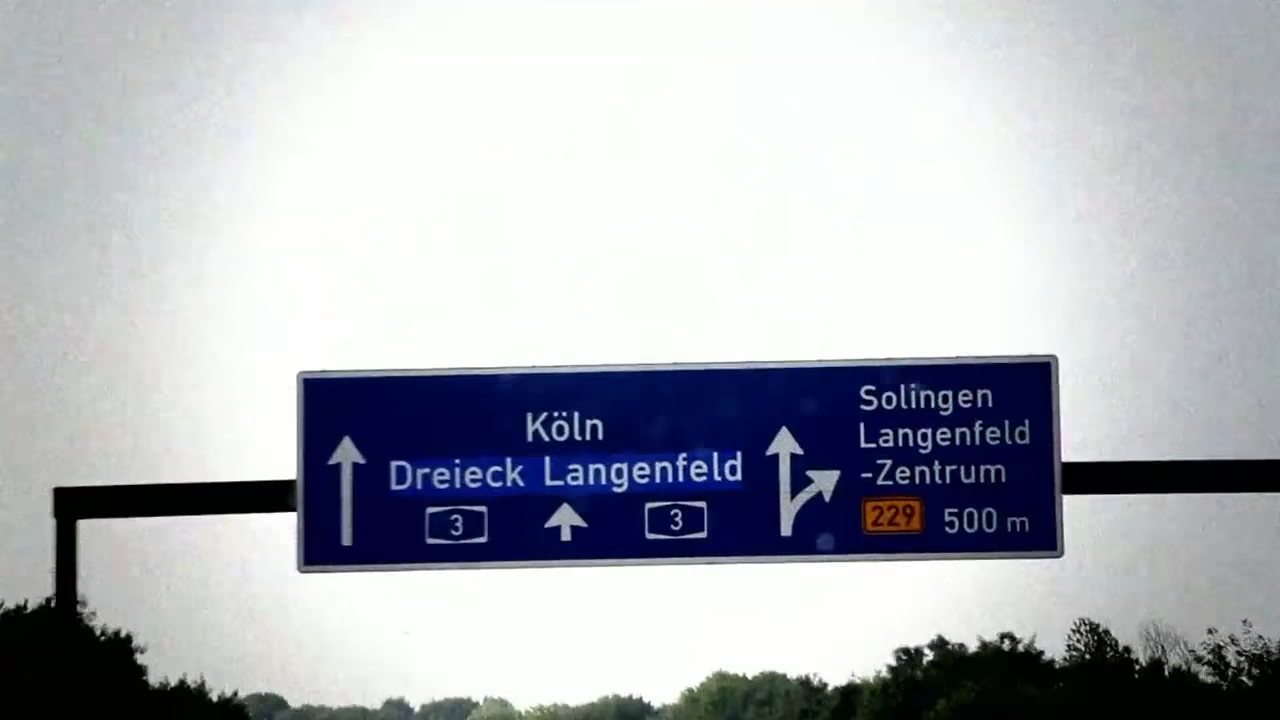 Köln
Dreieck Langenfeld
3 3
Solingen
Langenfeld
-Zentrum
229 500 m